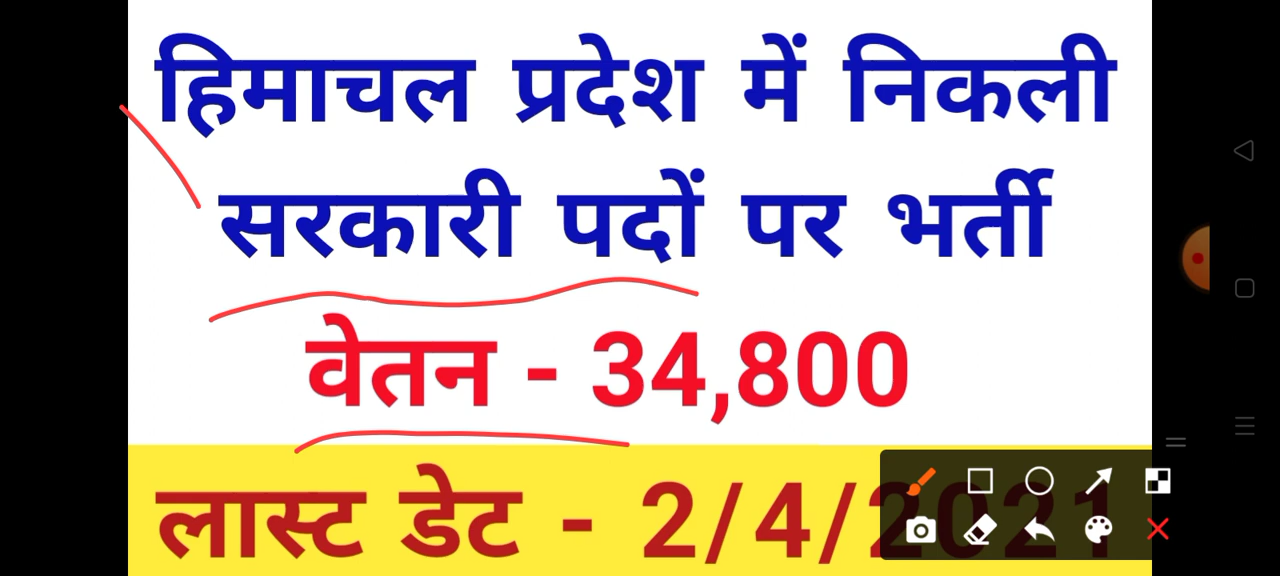 हिमाचल प्रदेश में निकली
सरकारी पदों पर भर्ती
वेतन - 34,800
लास्ट डेट - 2/4/2021